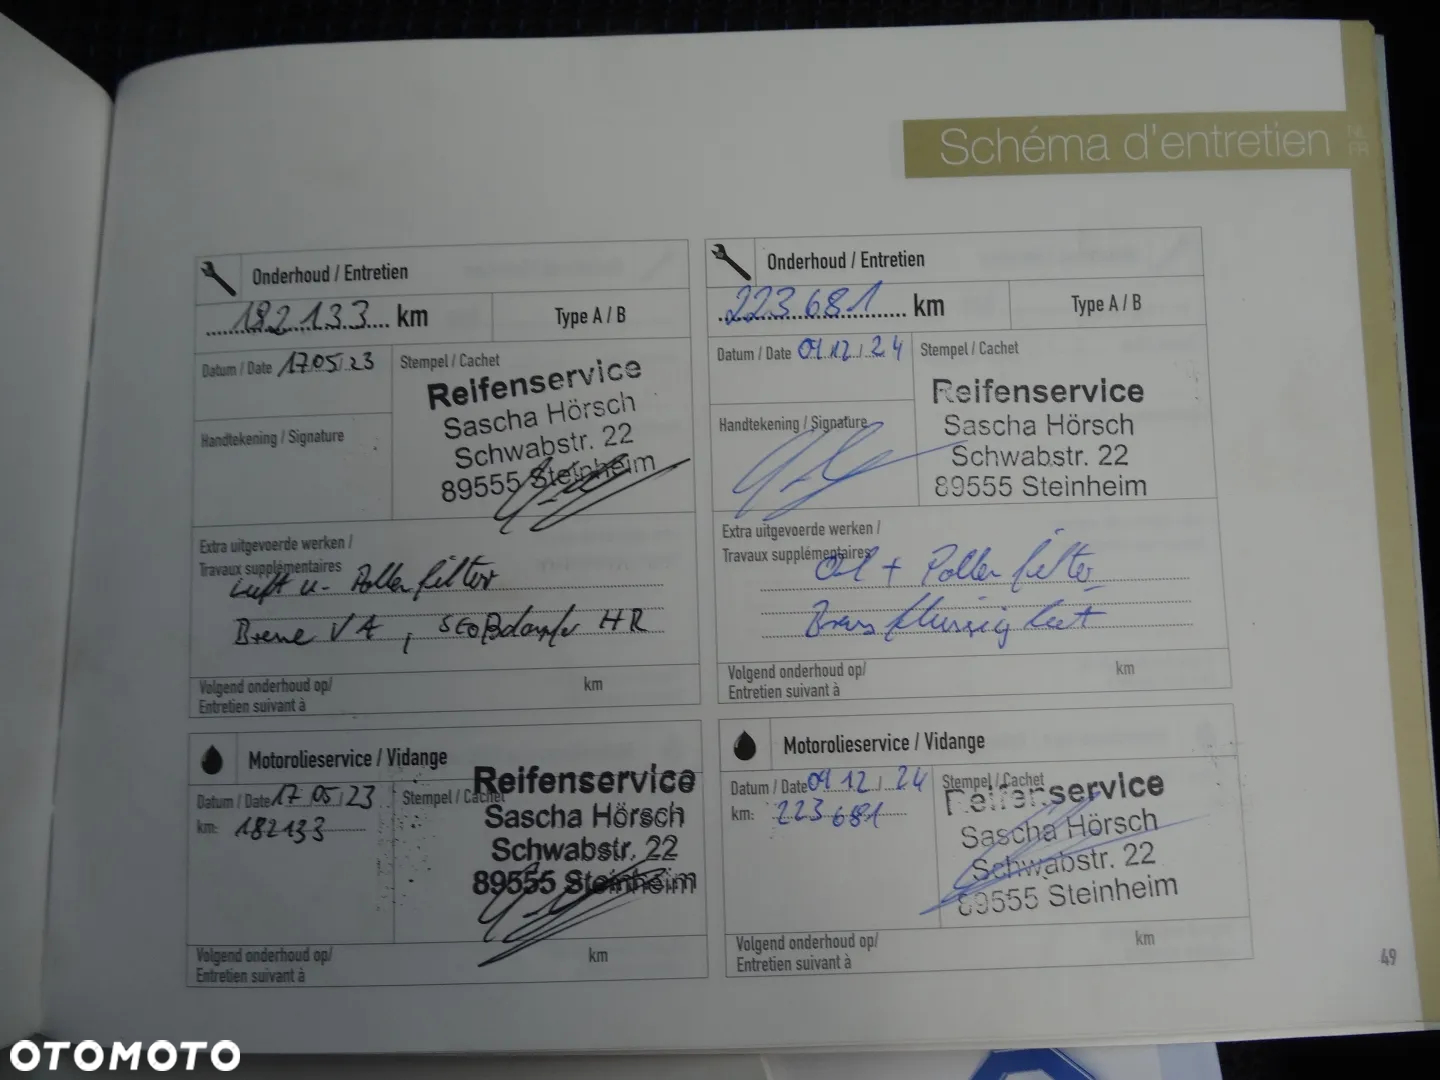 Schéma d'entretien
NL
FR
Onderhoud / Entretien
182133 km
Type A / B
Datum / Date 17.05.23
Stempel / Cachet
Reifenservice
Sascha Hörsch
Schwabstr. 22
89555 Steinheim
Handtekening / Signature
Extra uitgevoerde werken /
Travaux supplémentaires
Luft u. Pollenfilter
Bremse VA, Stoßdämpfer HR
Volgend onderhoud op/
Entretien suivant à
km
Onderhoud / Entretien
223681 km
Type A / B
Datum / Date 09.12.24
Stempel / Cachet
Reifenservice
Sascha Hörsch
Schwabstr. 22
89555 Steinheim
Handtekening / Signature
Extra uitgevoerde werken /
Travaux supplémentaires
Öl + Pollenfilter
Bremsflüssigkeit
Volgend onderhoud op/
Entretien suivant à
km
Motorolieservice / Vidange
Datum / Date 17.05.23
km: 182133
Stempel / Cachet
Reifenservice
Sascha Hörsch
Schwabstr. 22
89555 Steinheim
Volgend onderhoud op/
Entretien suivant à
km
Motorolieservice / Vidange
Datum / Date 09.12.24
km: 223681
Stempel / Cachet
Reifenservice
Sascha Hörsch
Schwabstr. 22
89555 Steinheim
Volgend onderhoud op/
Entretien suivant à
km
49
OTOMOTO